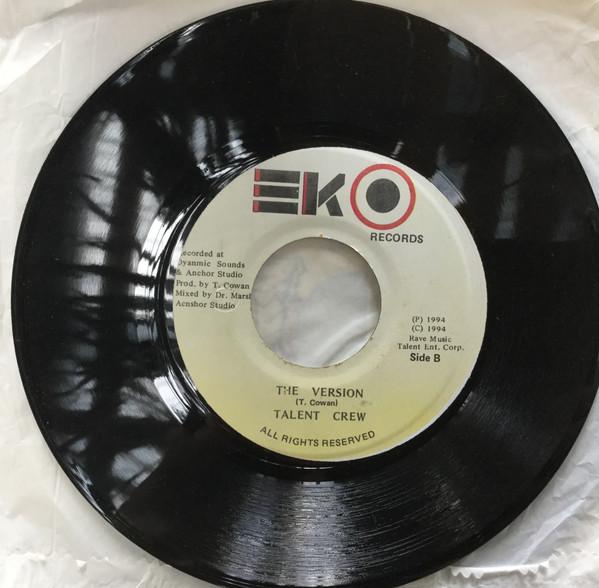 EKO
RECORDS
Recorded at
Dyanmic Sounds
& Anchor Studio
Prod. by T. Cowan
Mixed by Dr. Marsh
Acnshor Studio
(P) 1994
(C) 1994
Rave Music
Talent Ent. Corp.
Side B
THE VERSION
(T. Cowan)
TALENT CREW
ALL RIGHTS RESERVED